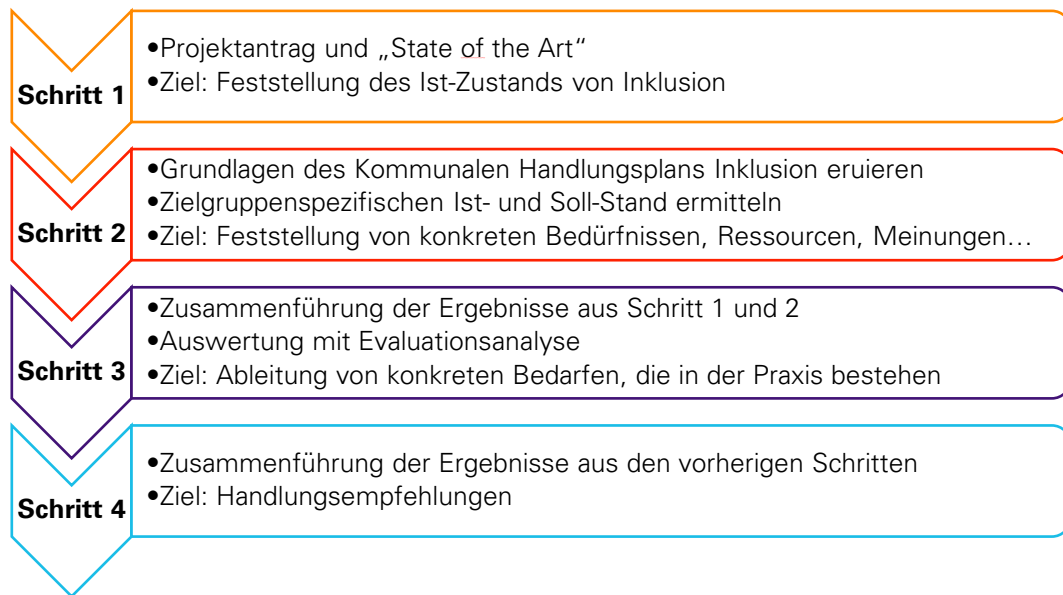 Schritt 1
•Projektantrag und „State of the Art“
•Ziel: Feststellung des Ist-Zustands von Inklusion
Schritt 2
•Grundlagen des Kommunalen Handlungsplans Inklusion eruieren
•Zielgruppenspezifischen Ist- und Soll-Stand ermitteln
•Ziel: Feststellung von konkreten Bedürfnissen, Ressourcen, Meinungen…
Schritt 3
•Zusammenführung der Ergebnisse aus Schritt 1 und 2
•Auswertung mit Evaluationsanalyse
•Ziel: Ableitung von konkreten Bedarfen, die in der Praxis bestehen
Schritt 4
•Zusammenführung der Ergebnisse aus den vorherigen Schritten
•Ziel: Handlungsempfehlungen